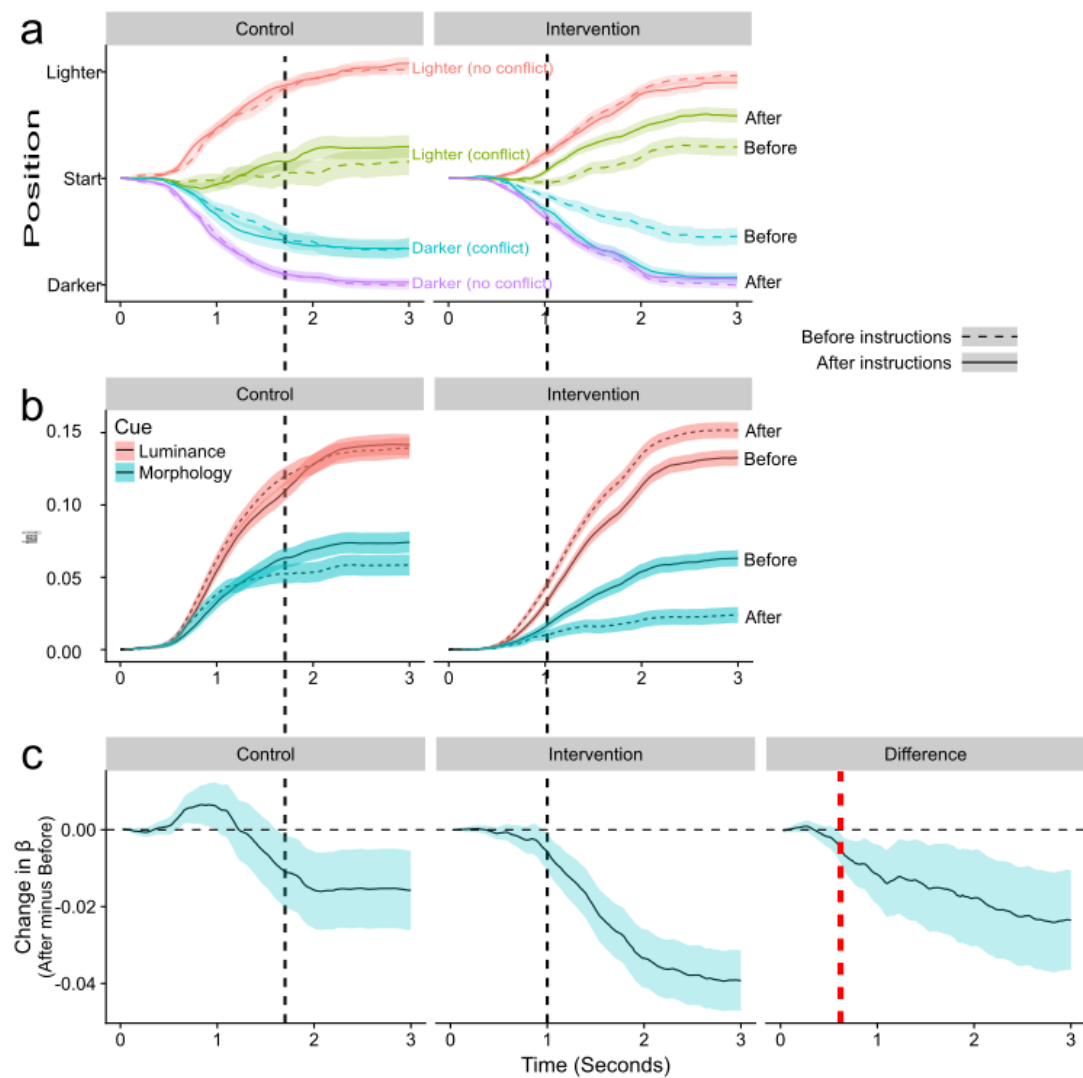 a
Control
Intervention
Position
Lighter
Start
Darker
Lighter (no conflict)
Lighter (conflict)
Darker (conflict)
Darker (no conflict)
After
Before
Before
After
0 1 2 3
0 1 2 3
Before instructions
After instructions
b
Control
Intervention
Cue
Luminance
Morphology
0.15
0.10
0.05
0.00
After
Before
Before
After
0 1 2 3
0 1 2 3
c
Control
Intervention
Difference
Change in β
(After minus Before)
0.00
-0.02
-0.04
0 1 2 3
0 1 2 3
0 1 2 3
Time (Seconds)